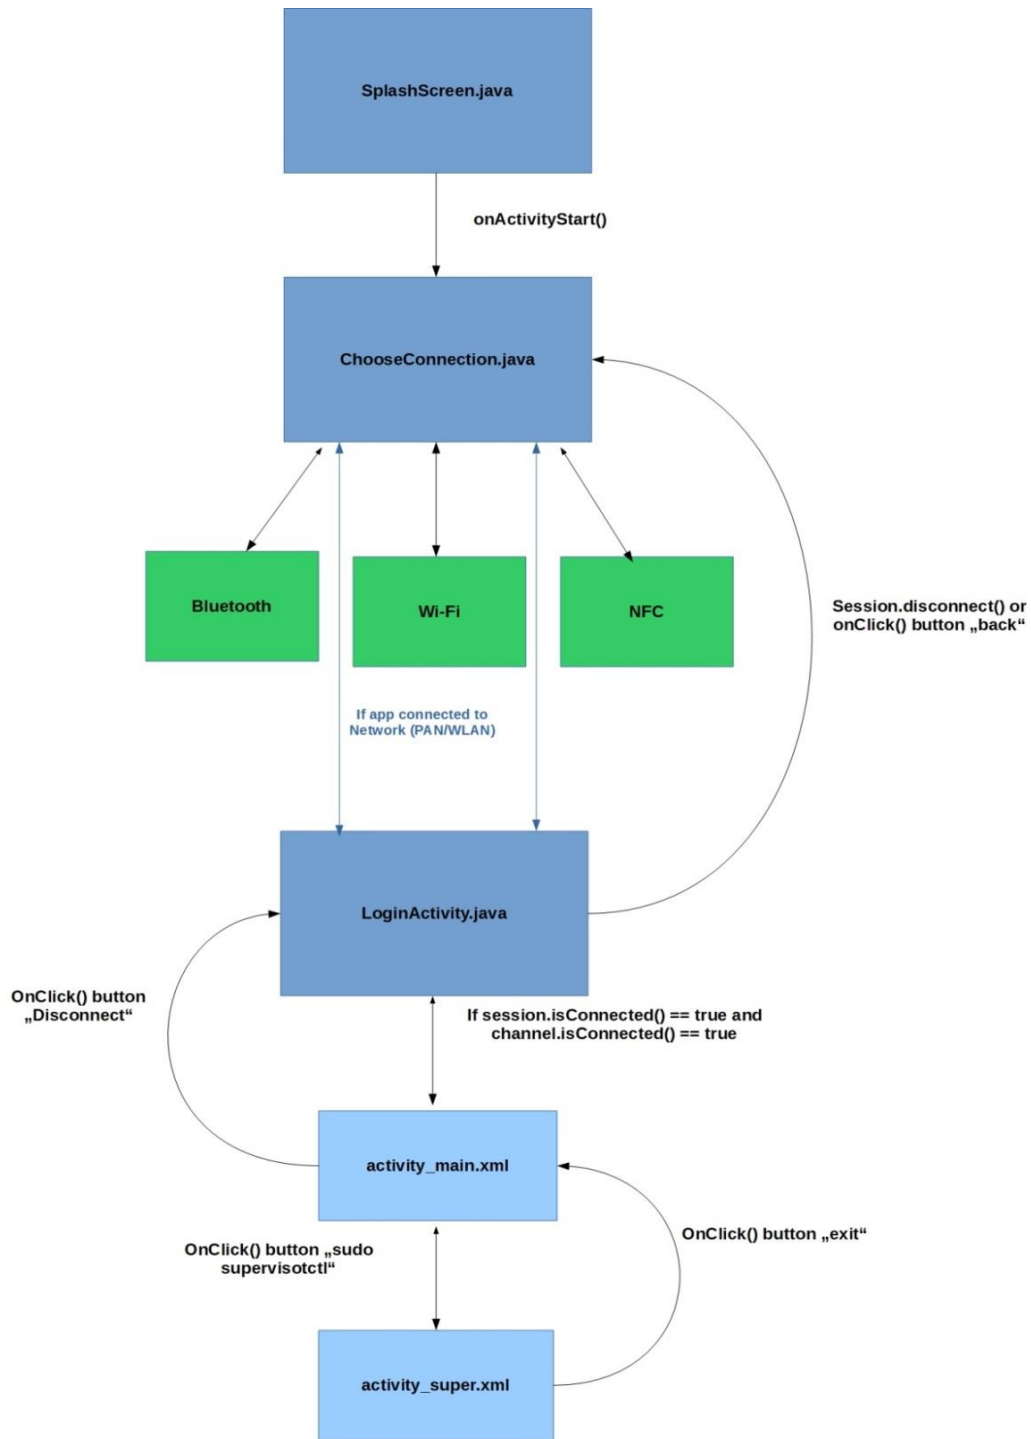 SplashScreen.java
onActivityStart()
ChooseConnection.java
Bluetooth
Wi-Fi
NFC
Session.disconnect() or
onClick() button „back“
If app connected to
Network (PAN/WLAN)
LoginActivity.java
OnClick() button
„Disconnect“
If session.isConnected() == true and
channel.isConnected() == true
activity_main.xml
OnClick() button „exit“
OnClick() button „sudo
supervisotctl“
activity_super.xml